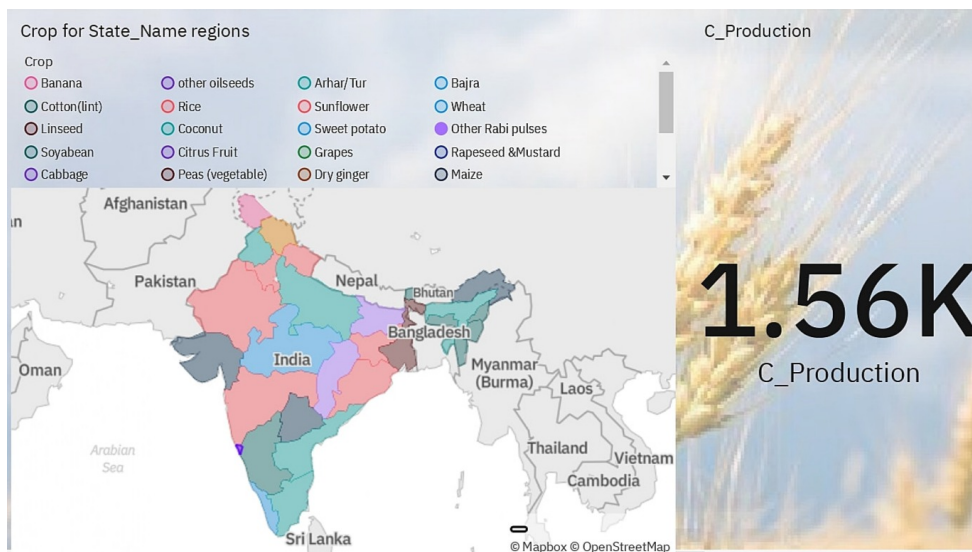 Crop for State_Name regions
C_Production
Crop
Banana
other oilseeds
Arhar/Tur
Bajra
Cotton(lint)
Rice
Sunflower
Wheat
Linseed
Coconut
Sweet potato
Other Rabi pulses
Soyabean
Citrus Fruit
Grapes
Rapeseed &Mustard
Cabbage
Peas (vegetable)
Dry ginger
Maize
Afghanistan
an
Pakistan
Nepal
Bhutan
Bangladesh
India
Oman
Myanmar
(Burma)
Laos
Arabian
Sea
Thailand
Vietnam
Cambodia
Sri Lanka
© Mapbox © OpenStreetMap
1.56K
C_Production